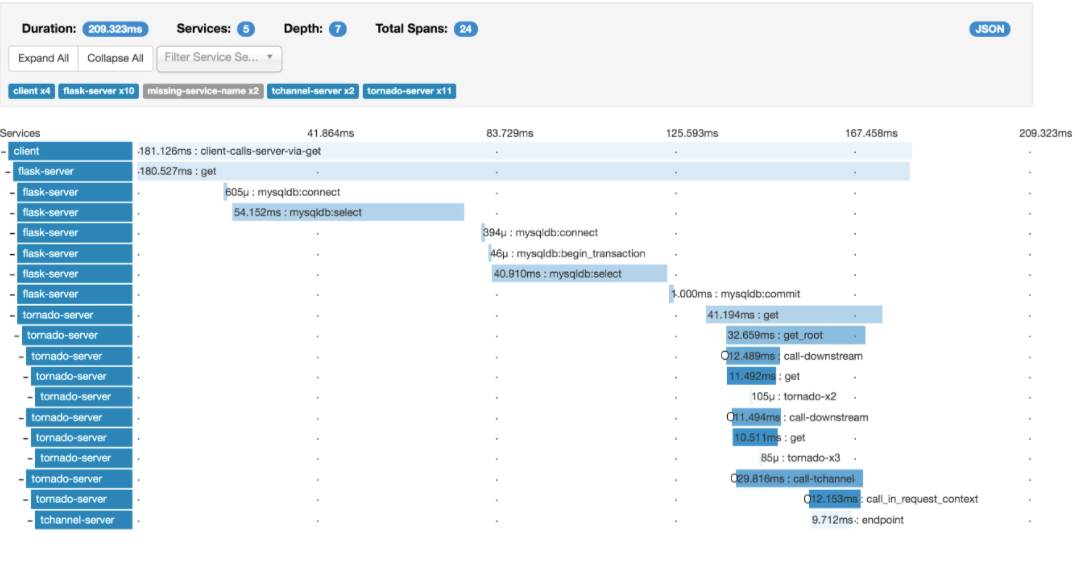 Duration: 209.323ms Services: 5 Depth: 7 Total Spans: 24 JSON
Expand All Collapse All Filter Service Se...
client x4 flask-server x10 missing-service-name x2 tchannel-server x2 tornado-server x11
Services 41.864ms 83.729ms 125.593ms 167.458ms 209.323ms
client 181.126ms : client-calls-server-via-get
flask-server 180.527ms : get
flask-server 605μ : mysqldb:connect
flask-server 54.152ms : mysqldb:select
flask-server 394μ : mysqldb:connect
flask-server 46μ : mysqldb:begin_transaction
flask-server 40.910ms : mysqldb:select
flask-server 1.000ms : mysqldb:commit
tornado-server 41.194ms : get
tornado-server 32.659ms : get_root
tornado-server 12.489ms : call-downstream
tornado-server 11.492ms : get
tornado-server 105μ : tornado-x2
tornado-server 11.494ms : call-downstream
tornado-server 10.511ms : get
tornado-server 85μ : tornado-x3
tornado-server 29.816ms : call-tchannel
tornado-server 12.153ms : call_in_request_context
tchannel-server 9.712ms : endpoint